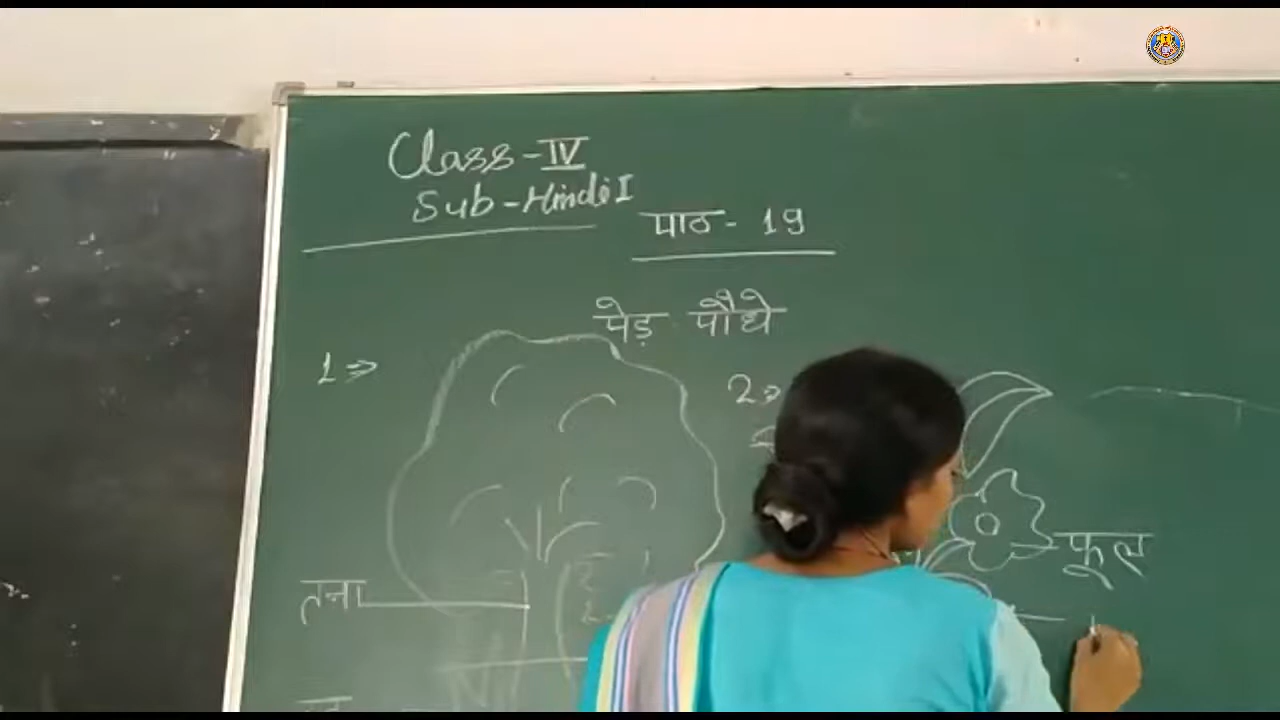 Class-IV
Sub-Hindi I
पाठ - 19
पेड़ पौधे
1⇒
2⇒
तना
फूल